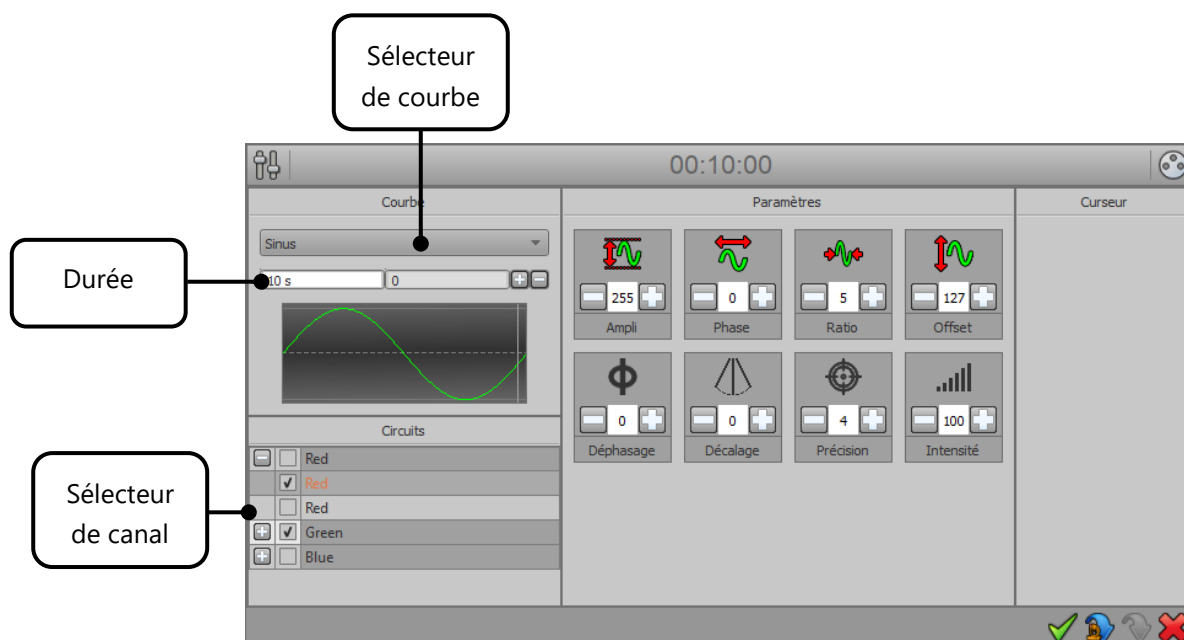 Sélecteur
de courbe
00:10:00
Courbe
Paramètres
Curseur
Sinus
Durée
10 s
0
255
0
5
127
Ampli
Phase
Ratio
Offset
0
0
4
100
Déphasage
Décalage
Précision
Intensité
Circuits
Red
Red
Red
Green
Blue
Sélecteur
de canal